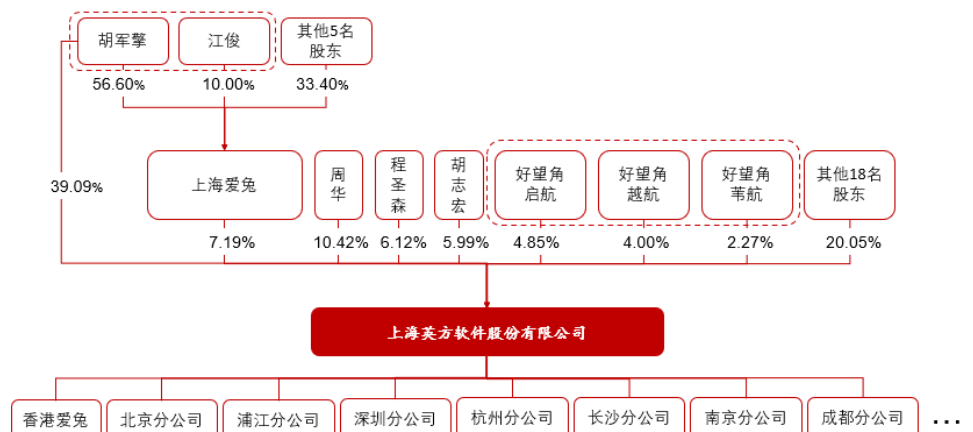 胡军擎
江俊
其他5名
股东
56.60%
10.00%
33.40%
39.09%
上海爱兔
周
华
程
圣
森
胡
志
宏
好望角
启航
好望角
越航
好望角
苇航
其他18名
股东
7.19%
10.42%
6.12%
5.99%
4.85%
4.00%
2.27%
20.05%
上海英方软件股份有限公司
香港爱兔
北京分公司
浦江分公司
深圳分公司
杭州分公司
长沙分公司
南京分公司
成都分公司
...